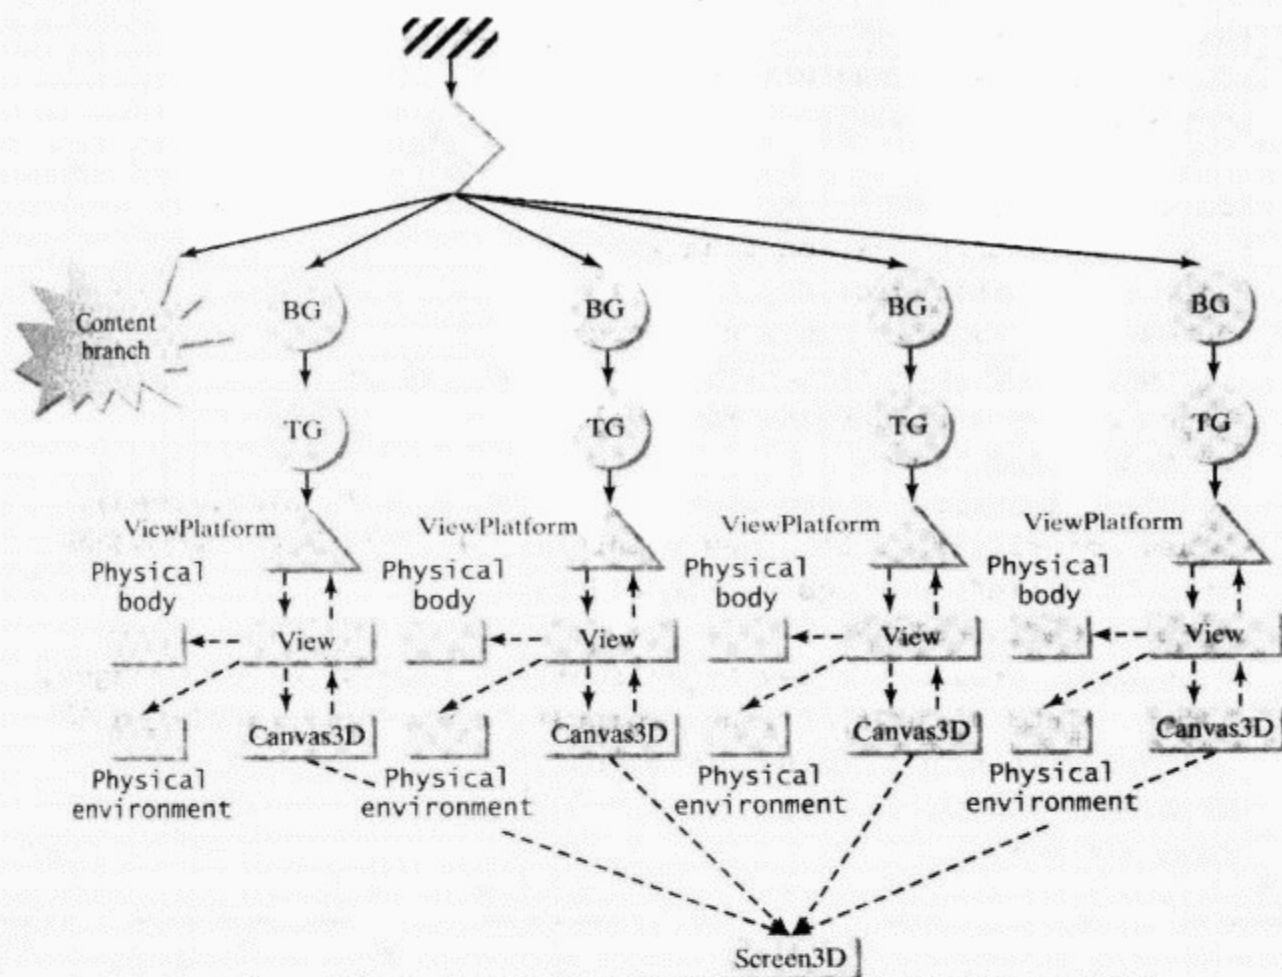 Content
branch
BG
BG
BG
BG
TG
TG
TG
TG
ViewPlatform
ViewPlatform
ViewPlatform
ViewPlatform
Physical
body
Physical
body
Physical
body
Physical
body
View
View
View
View
Canvas3D
Canvas3D
Canvas3D
Canvas3D
Physical
environment
Physical
environment
Physical
environment
Physical
environment
Screen3D